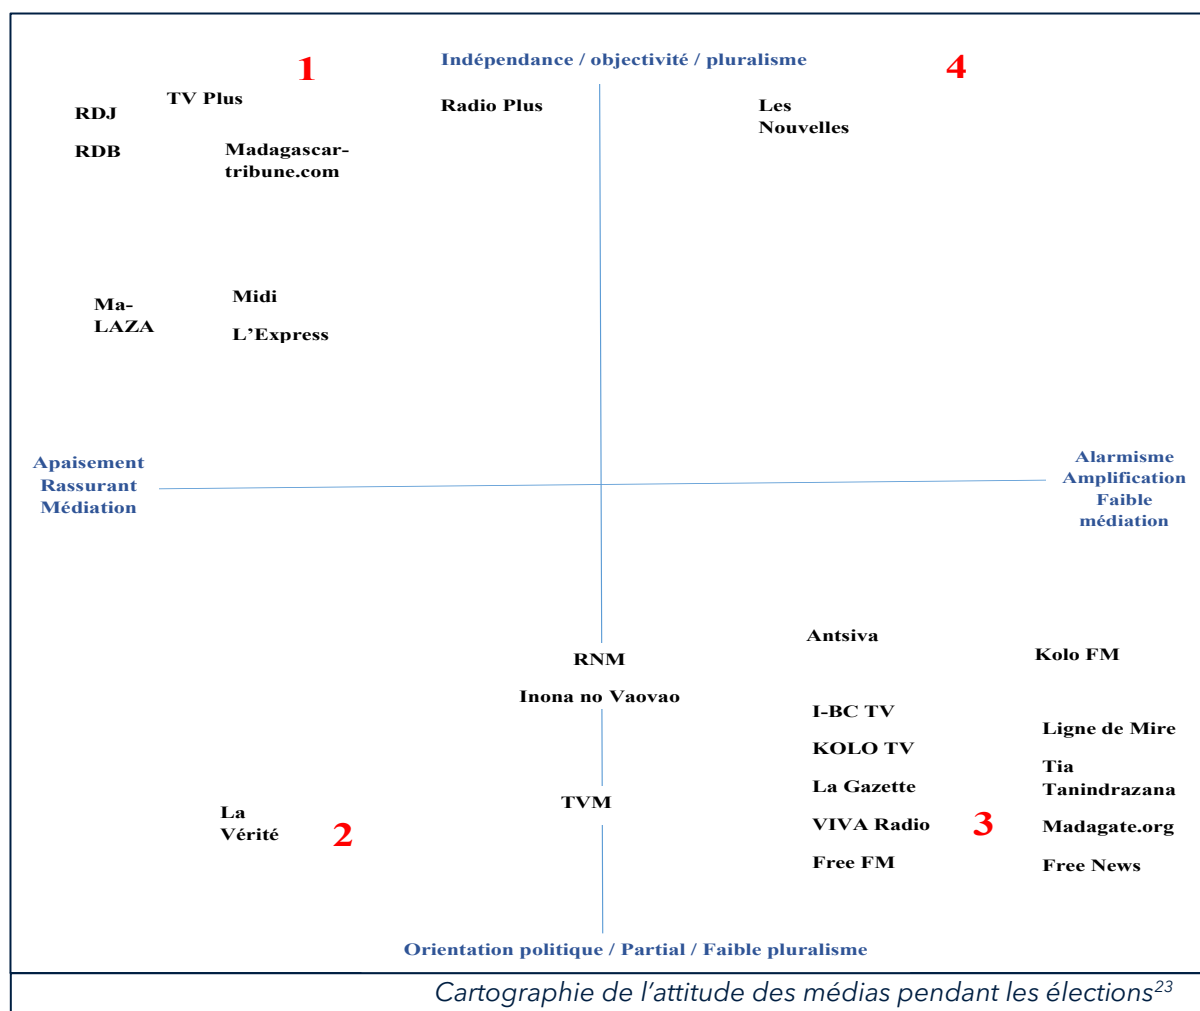 1
Indépendance / objectivité / pluralisme
4
TV Plus
RDJ
RDB
Madagascar-
tribune.com
Radio Plus
Les
Nouvelles
Ma-
LAZA
Midi
L’Express
Apaisement
Rassurant
Médiation
Alarmisme
Amplification
Faible
médiation
RNM
Inona no Vaovao
TVM
La
Vérité
2
Antsiva
I-BC TV
KOLO TV
La Gazette
VIVA Radio
Free FM
3
Kolo FM
Ligne de Mire
Tia
Tanindrazana
Madagate.org
Free News
Orientation politique / Partial / Faible pluralisme
Cartographie de l’attitude des médias pendant les élections²³